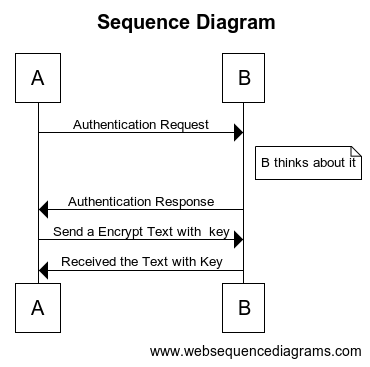 Sequence Diagram
A
B
Authentication Request
B thinks about it
Authentication Response
Send a Encrypt Text with  key
Received the Text with Key
A
B
www.websequencediagrams.com